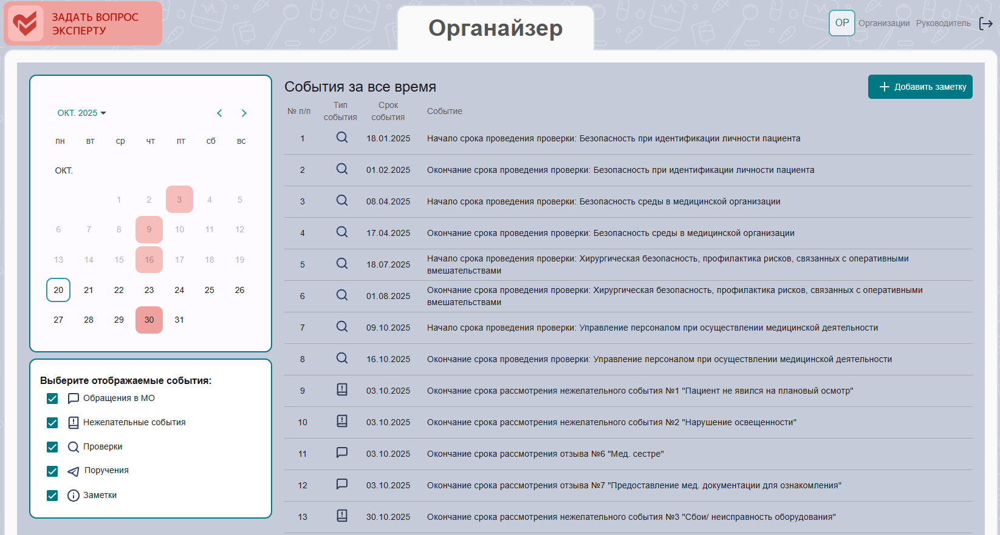 ЗАДАТЬ ВОПРОС
ЭКСПЕРТУ
Органайзер
ОР Организации Руководитель
ОКТ. 2025
пн вт ср чт пт сб вс
ОКТ.
1 2 3 4 5
6 7 8 9 10 11 12
13 14 15 16 17 18 19
20 21 22 23 24 25 26
27 28 29 30 31
Выберите отображаемые события:
Обращения в МО
Нежелательные события
Проверки
Поручения
Заметки
События за все время
Добавить заметку
№ п/п Тип события Срок события Событие
1 18.01.2025 Начало срока проведения проверки: Безопасность при идентификации личности пациента
2 01.02.2025 Окончание срока проведения проверки: Безопасность при идентификации личности пациента
3 08.04.2025 Начало срока проведения проверки: Безопасность среды в медицинской организации
4 17.04.2025 Окончание срока проведения проверки: Безопасность среды в медицинской организации
5 18.07.2025 Начало срока проведения проверки: Хирургическая безопасность, профилактика рисков, связанных с оперативными
вмешательствами
6 01.08.2025 Окончание срока проведения проверки: Хирургическая безопасность, профилактика рисков, связанных с оперативными
вмешательствами
7 09.10.2025 Начало срока проведения проверки: Управление персоналом при осуществлении медицинской деятельности
8 16.10.2025 Окончание срока проведения проверки: Управление персоналом при осуществлении медицинской деятельности
9 03.10.2025 Окончание срока рассмотрения нежелательного события №1 "Пациент не явился на плановый осмотр"
10 03.10.2025 Окончание срока рассмотрения нежелательного события №2 "Нарушение освещенности"
11 03.10.2025 Окончание срока рассмотрения отзыва №6 "Мед. сестре"
12 03.10.2025 Окончание срока рассмотрения отзыва №7 "Предоставление мед. документации для ознакомления"
13 30.10.2025 Окончание срока рассмотрения нежелательного события №3 "Сбои/ неисправность оборудования"